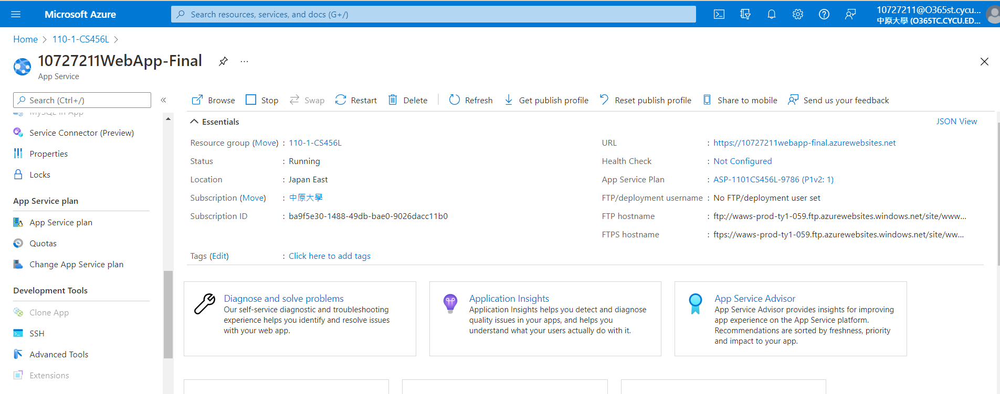 Microsoft Azure
Search resources, services, and docs (G+/)
10727211@O365st.cycu...
中原大學 (O365TC.CYCU.ED...
Home > 110-1-CS456L >
10727211WebApp-Final
...
App Service
Search (Ctrl+/)
«
Browse
Stop
Swap
Restart
Delete
Refresh
Get publish profile
Reset publish profile
Share to mobile
Send us your feedback
MySQL In App
Service Connector (Preview)
Properties
Locks
App Service plan
App Service plan
Quotas
Change App Service plan
Development Tools
Clone App
SSH
Advanced Tools
Extensions
Essentials
JSON View
Resource group (Move) : 110-1-CS456L
Status : Running
Location : Japan East
Subscription (Move) : 中原大學
Subscription ID : ba9f5e30-1488-49db-bae0-9026dacc11b0
URL : https://10727211webapp-final.azurewebsites.net
Health Check : Not Configured
App Service Plan : ASP-1101CS456L-9786 (P1v2: 1)
FTP/deployment username : No FTP/deployment user set
FTP hostname : ftp://waws-prod-ty1-059.ftp.azurewebsites.windows.net/site/www...
FTPS hostname : ftps://waws-prod-ty1-059.ftp.azurewebsites.windows.net/site/ww...
Tags (Edit) : Click here to add tags
Diagnose and solve problems
Our self-service diagnostic and troubleshooting
experience helps you identify and resolve issues
with your web app.
Application Insights
Application Insights helps you detect and diagnose
quality issues in your apps, and helps you
understand what your users actually do with it.
App Service Advisor
App Service Advisor provides insights for improving
app experience on the App Service platform.
Recommendations are sorted by freshness, priority
and impact to your app.